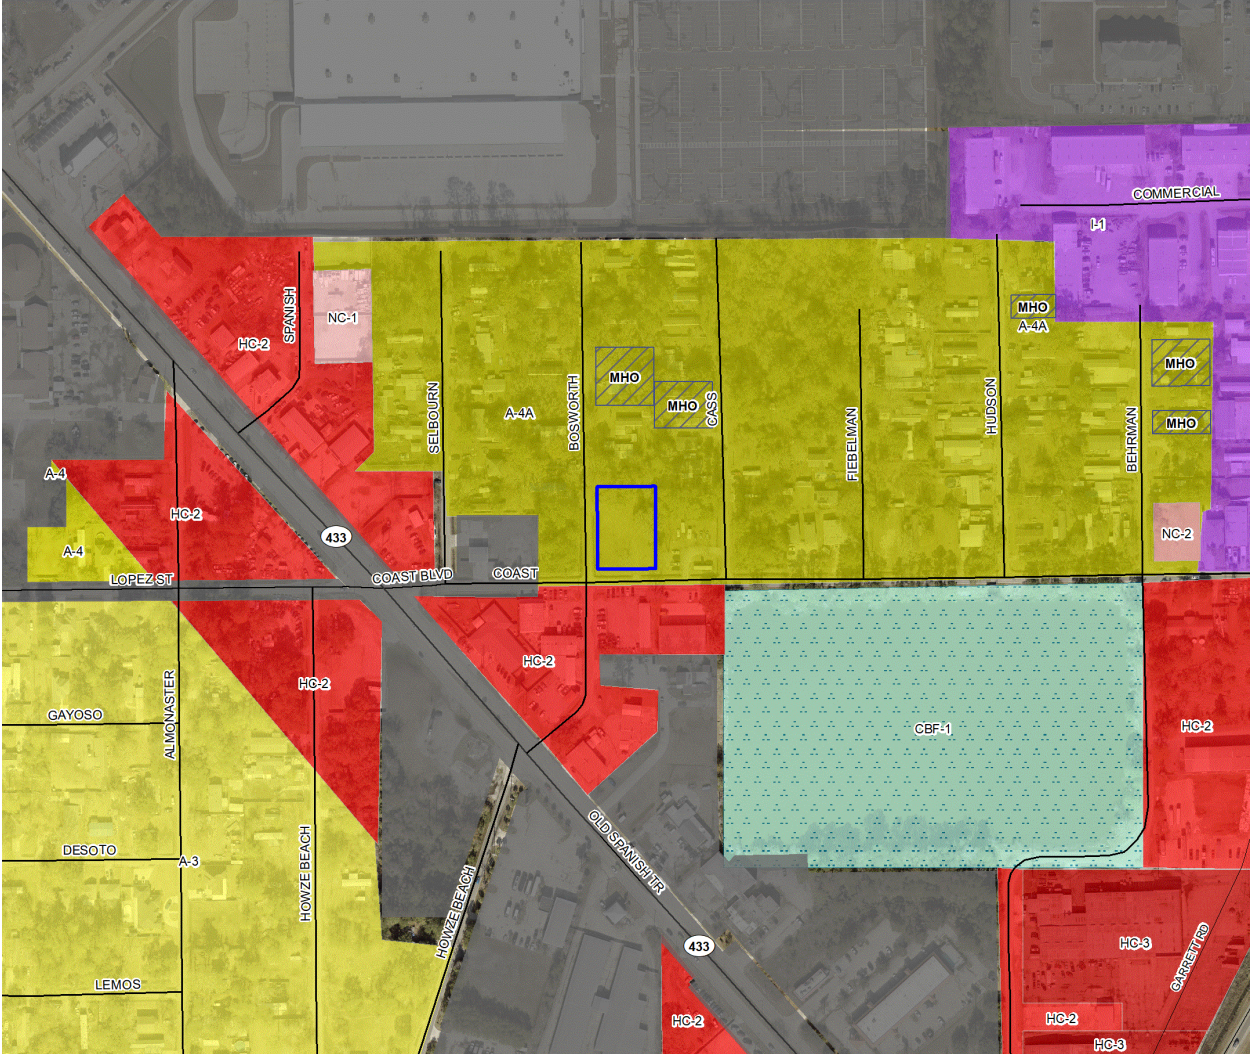 COMMERCIAL
I-1
SPANISH
NC-1
HC-2
MHO
A-4A
MHO
MHO
MHO
SELBOURN
A-4A
BOSWORTH
MHO
CASS
FIEBELMAN
HUDSON
BEHRMAN
MHO
A-4
HC-2
433
NC-2
A-4
LOPEZ ST
COAST BLVD
COAST
HC-2
HC-2
ALMONASTER
GAYOSO
CBF-1
HC-2
OLD SPANISH TR
DESOTO
A-3
HOWZE BEACH
HOWZE BEACH
433
HC-3
GARRETT RD
LEMOS
HC-2
HC-2
HC-3